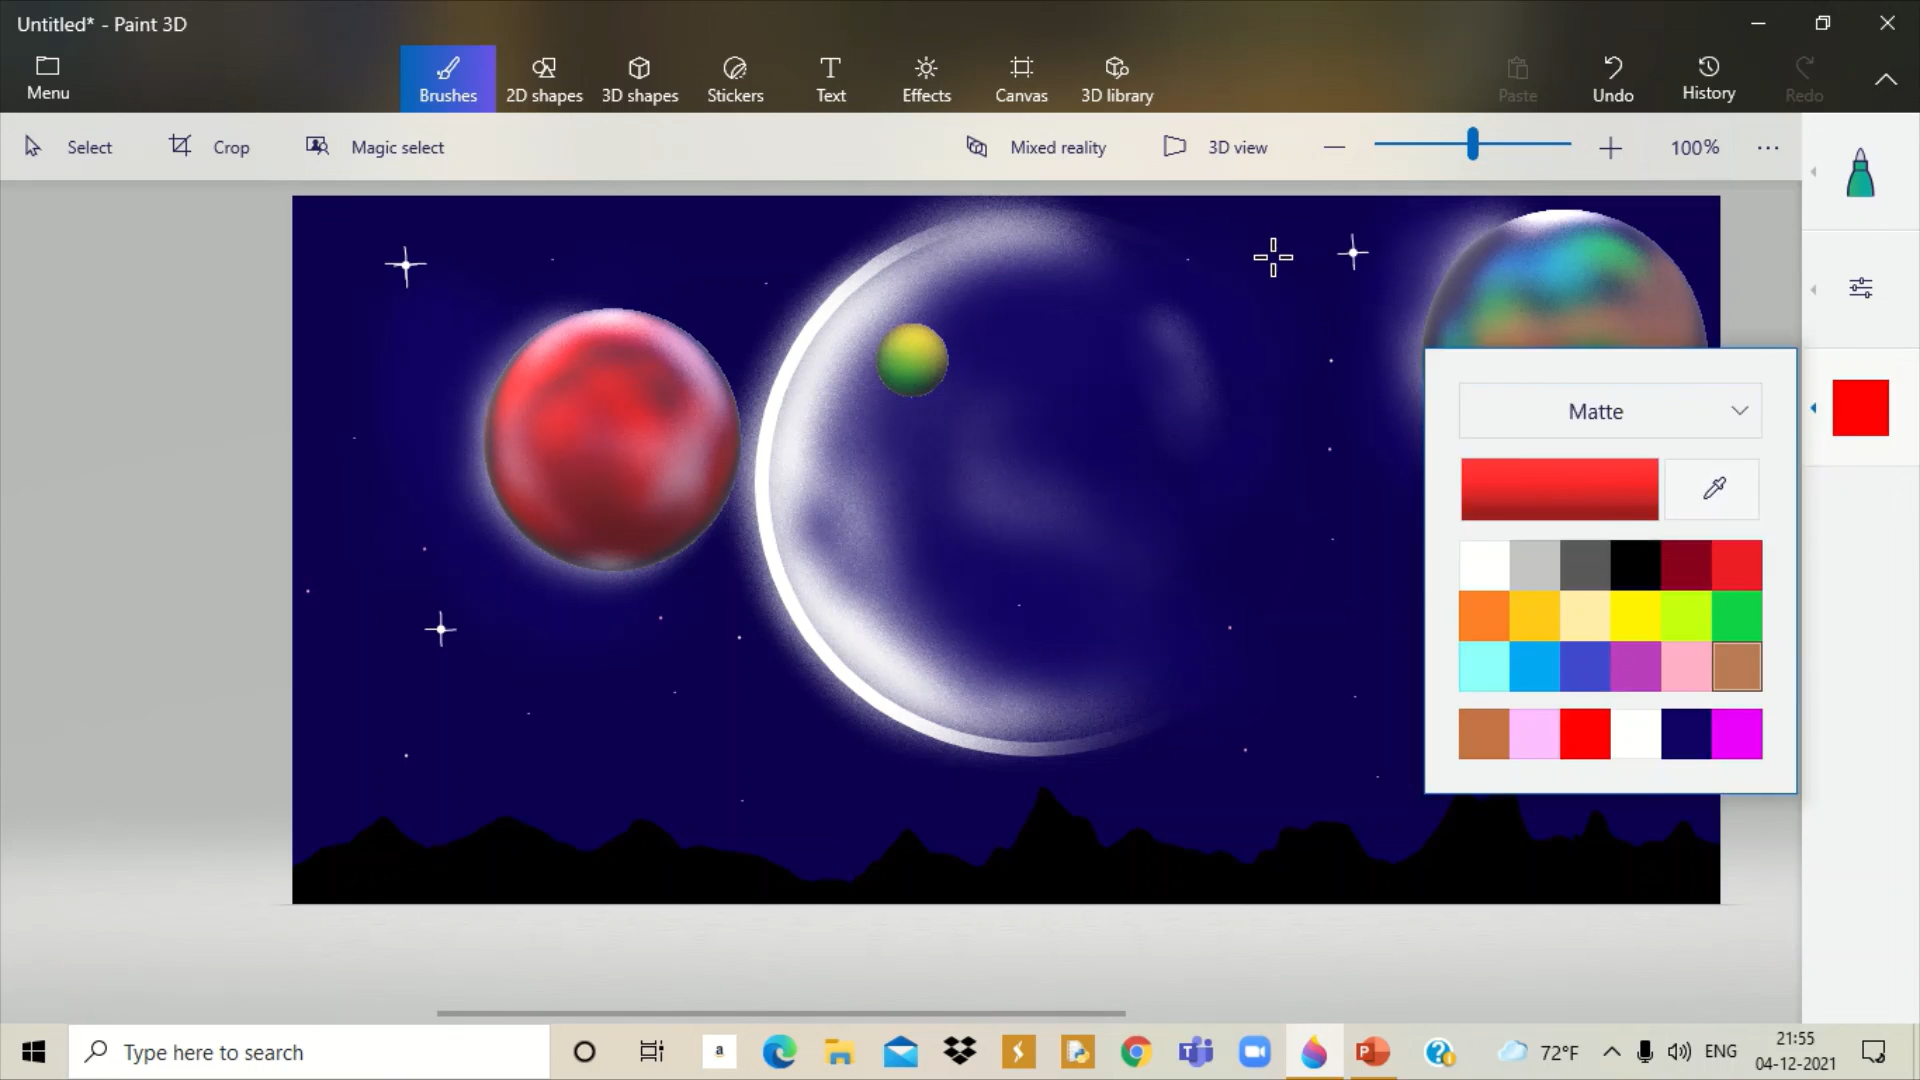 Untitled* - Paint 3D
Menu
Brushes
2D shapes
3D shapes
Stickers
Text
Effects
Canvas
3D library
Paste
Undo
History
Redo
Select
Crop
Magic select
Mixed reality
3D view
100%
Matte
Type here to search
a
72°F
ENG
21:55
04-12-2021